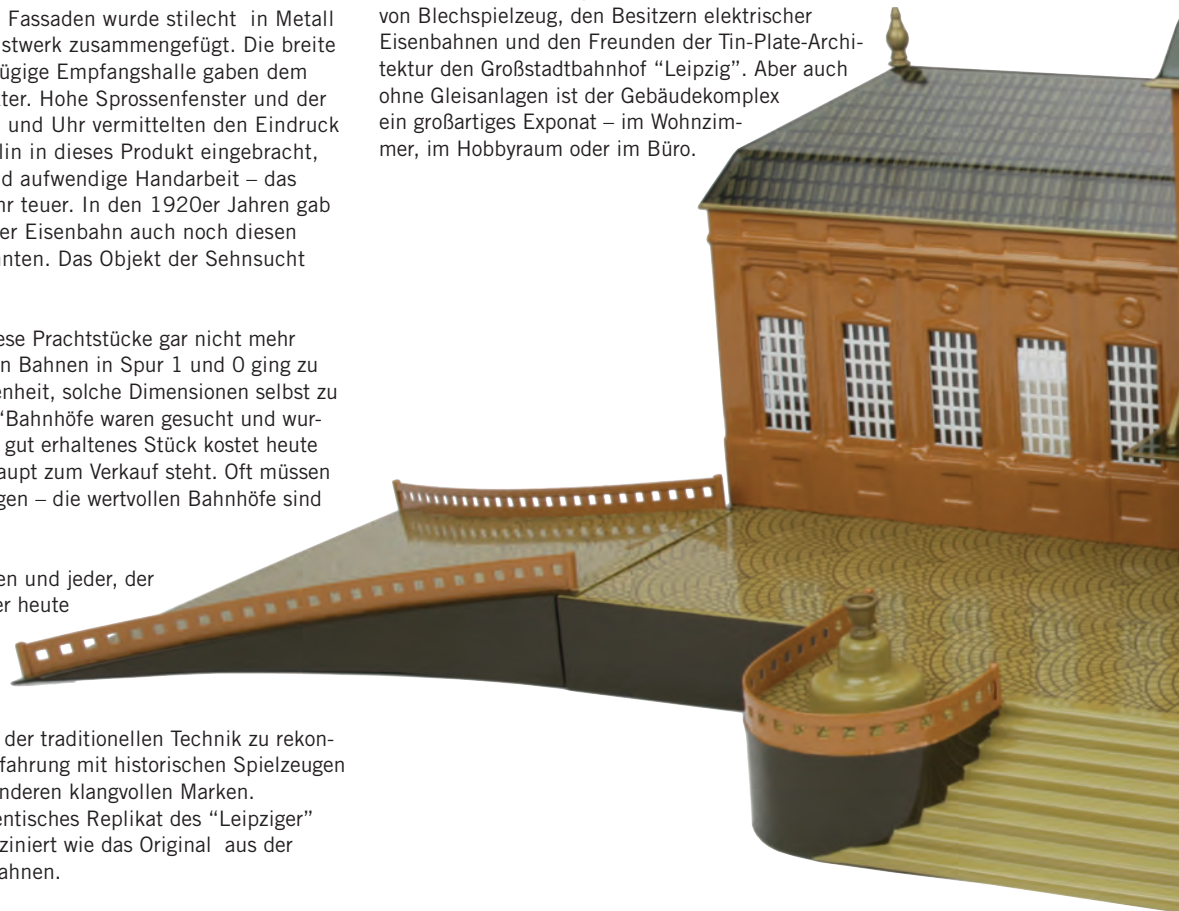 Fassaden wurde stilecht in Metall
stwerk zusammengefügt. Die breite
ügige Empfangshalle gaben dem
ter. Hohe Sprossenfenster und der
und Uhr vermittelten den Eindruck
lin in dieses Produkt eingebracht,
d aufwendige Handarbeit – das
hr teuer. In den 1920er Jahren gab
er Eisenbahn auch noch diesen
nnten. Das Objekt der Sehnsucht
ese Prachtstücke gar nicht mehr
n Bahnen in Spur 1 und 0 ging zu
enheit, solche Dimensionen selbst zu
“Bahnhöfe waren gesucht und wur-
gut erhaltenes Stück kostet heute
aupt zum Verkauf steht. Oft müssen
gen – die wertvollen Bahnhöfe sind
en und jeder, der
er heute
der traditionellen Technik zu rekon-
fahrung mit historischen Spielzeugen
nderen klangvollen Marken.
entisches Replikat des “Leipziger”
ziniert wie das Original aus der
ahnen.
von Blechspielzeug, den Besitzern elektrischer
Eisenbahnen und den Freunden der Tin-Plate-Archi-
tektur den Großstadtbahnhof “Leipzig”. Aber auch
ohne Gleisanlagen ist der Gebäudekomplex
ein großartiges Exponat – im Wohnzim-
mer, im Hobbyraum oder im Büro.